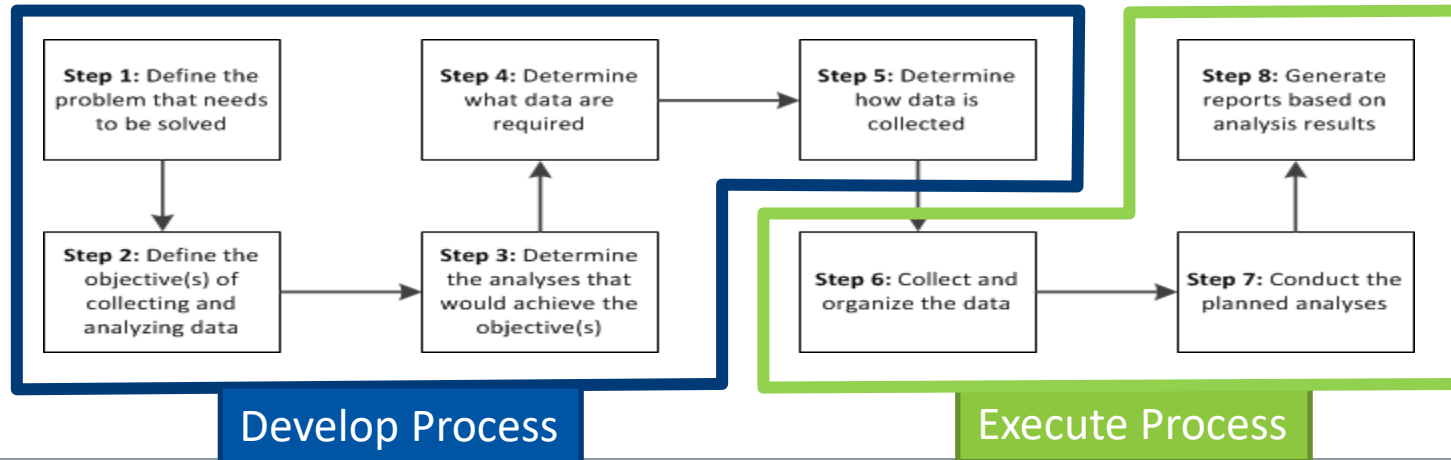 Step 1: Define the
problem that needs
to be solved
Step 2: Define the
objective(s) of
collecting and
analyzing data
Step 3: Determine
the analyses that
would achieve the
objective(s)
Step 4: Determine
what data are
required
Step 5: Determine
how data is
collected
Step 6: Collect and
organize the data
Step 7: Conduct the
planned analyses
Step 8: Generate
reports based on
analysis results
Develop Process
Execute Process